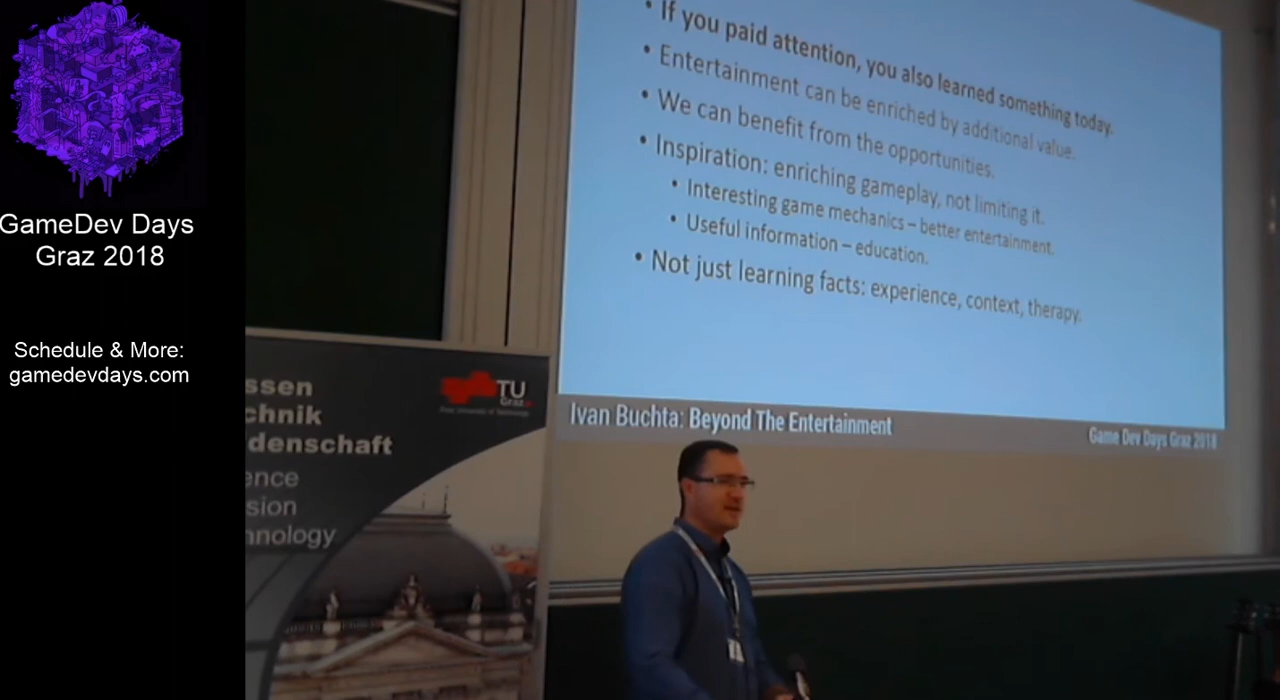 GameDev Days
Graz 2018
Schedule & More:
gamedevdays.com
• If you paid attention, you also learned something today.
• Entertainment can be enriched by additional value.
• We can benefit from the opportunities.
• Inspiration: enriching gameplay, not limiting it.
• Interesting game mechanics – better entertainment.
• Useful information – education.
• Not just learning facts: experience, context, therapy.
Ivan Buchta: Beyond The Entertainment
Game Dev Days Graz 2018
ssen
chnik
denschaft
ence
sion
hnology
TU
Graz